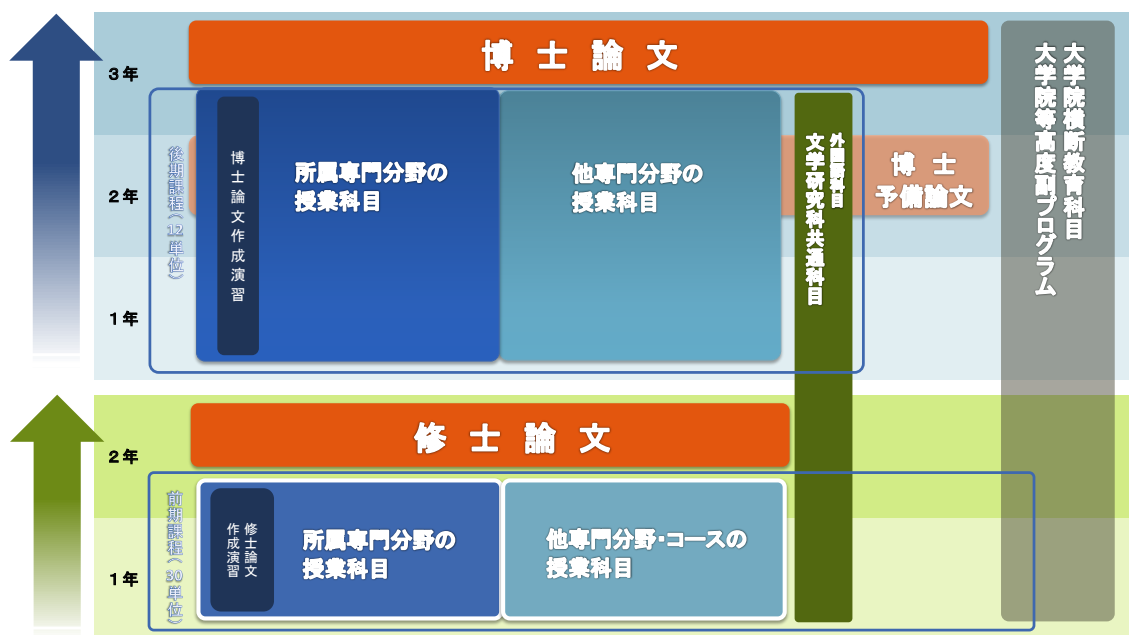 博士論文
3年
2年
1年
後期課程(12単位)
博士論文作成演習
所属専門分野の
授業科目
他専門分野の
授業科目
外国語科目
文学研究科共通科目
博士
予備論文
大学院横断教育科目
大学院等高度副プログラム
修士論文
2年
1年
前期課程(30単位)
修士論文
作成演習
所属専門分野の
授業科目
他専門分野・コースの
授業科目